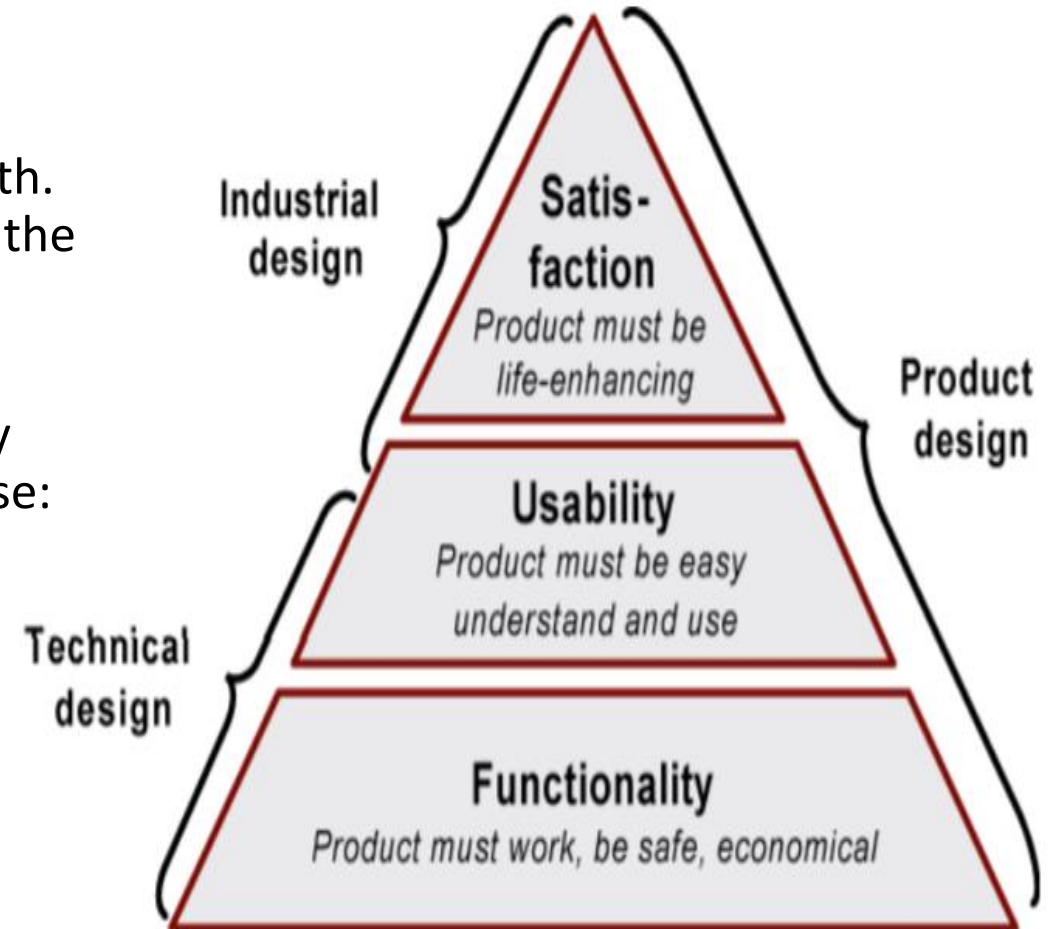 th.
the
y
se:
Industrial
design
Satis-
faction
Product must be
life-enhancing
Product
design
Usability
Product must be easy
understand and use
Technical
design
Functionality
Product must work, be safe, economical